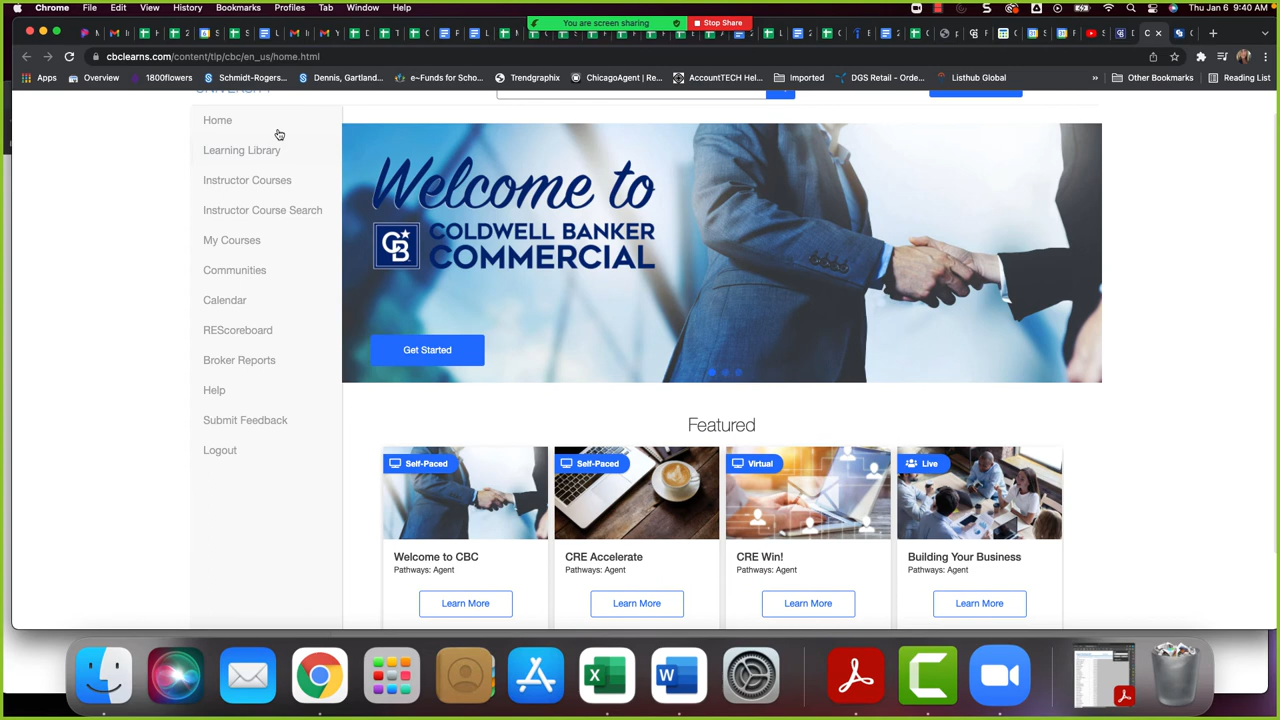 Chrome File Edit View History Bookmarks Profiles Tab Window Help
Thu Jan 6 9:40 AM
You are screen sharing Stop Share
cbclearns.com/content/tlp/cbc/en_us/home.html
Apps Overview 1800flowers Schmidt-Rogers... Dennis, Gartland... e-Funds for Scho... Trendgraphix ChicagoAgent | Re... AccountTECH Hel... Imported DGS Retail - Orde... Listhub Global » Other Bookmarks Reading List
UNIVERSITY
Home
Learning Library
Instructor Courses
Instructor Course Search
My Courses
Communities
Calendar
REScoreboard
Broker Reports
Help
Submit Feedback
Logout
Welcome to
CB COLDWELL BANKER
COMMERCIAL
Get Started
Featured
Self-Paced Self-Paced Virtual Live
Welcome to CBC CRE Accelerate CRE Win! Building Your Business
Pathways: Agent Pathways: Agent Pathways: Agent Pathways: Agent
Learn More Learn More Learn More Learn More